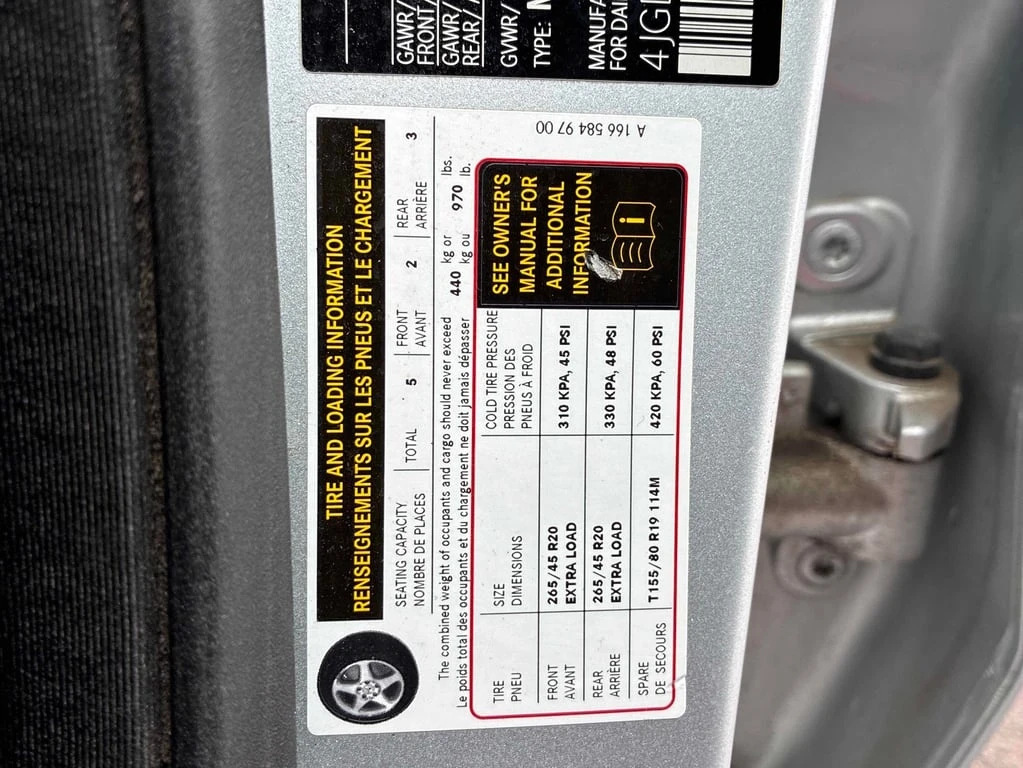 GAWR/
FRONT/
GAWR/
REAR/
GVWR/
TYPE:
MANUFA
FOR DAI
4JG
TIRE AND LOADING INFORMATION
RENSEIGNEMENTS SUR LES PNEUS ET LE CHARGEMENT
SEATING CAPACITY TOTAL 5 FRONT 2 REAR 3
NOMBRE DE PLACES AVANT ARRIÈRE
The combined weight of occupants and cargo should never exceed 440 kg or 970 lbs.
Le poids total des occupants et du chargement ne doit jamais dépasser kg ou lb.
TIRE SIZE COLD TIRE PRESSURE
PNEU DIMENSIONS PRESSION DES
PNEUS À FROID
FRONT 265/45 R20 310 KPA, 45 PSI
AVANT EXTRA LOAD
REAR 265/45 R20 330 KPA, 48 PSI
ARRIÈRE EXTRA LOAD
SPARE T155/80 R19 114M 420 KPA, 60 PSI
DE SECOURS
SEE OWNER'S
MANUAL FOR
ADDITIONAL
INFORMATION
A 166 584 97 00